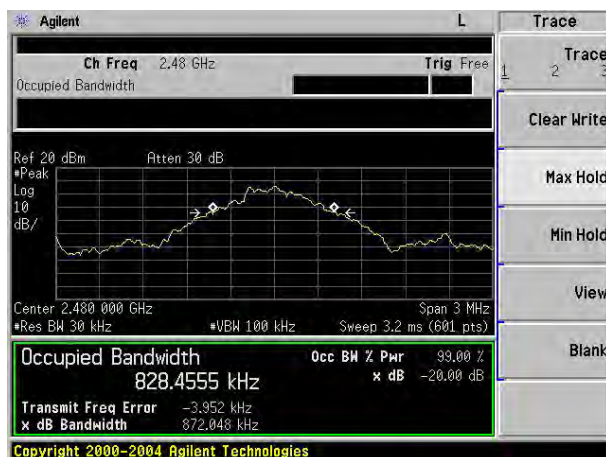 Agilent L Trace
Ch Freq 2.48 GHz Trig Free
Occupied Bandwidth
Trace
1 2 3
Clear Write
Max Hold
Min Hold
View
Blank
Ref 20 dBm Atten 30 dB
#Peak
Log
10
dB/
Center 2.480 000 GHz Span 3 MHz
#Res BW 30 kHz #VBW 100 kHz Sweep 3.2 ms (601 pts)
Occupied Bandwidth Occ BW % Pwr 99.00 %
828.4555 kHz x dB -20.00 dB
Transmit Freq Error -3.952 kHz
x dB Bandwidth 872.048 kHz
Copyright 2000-2004 Agilent Technologies